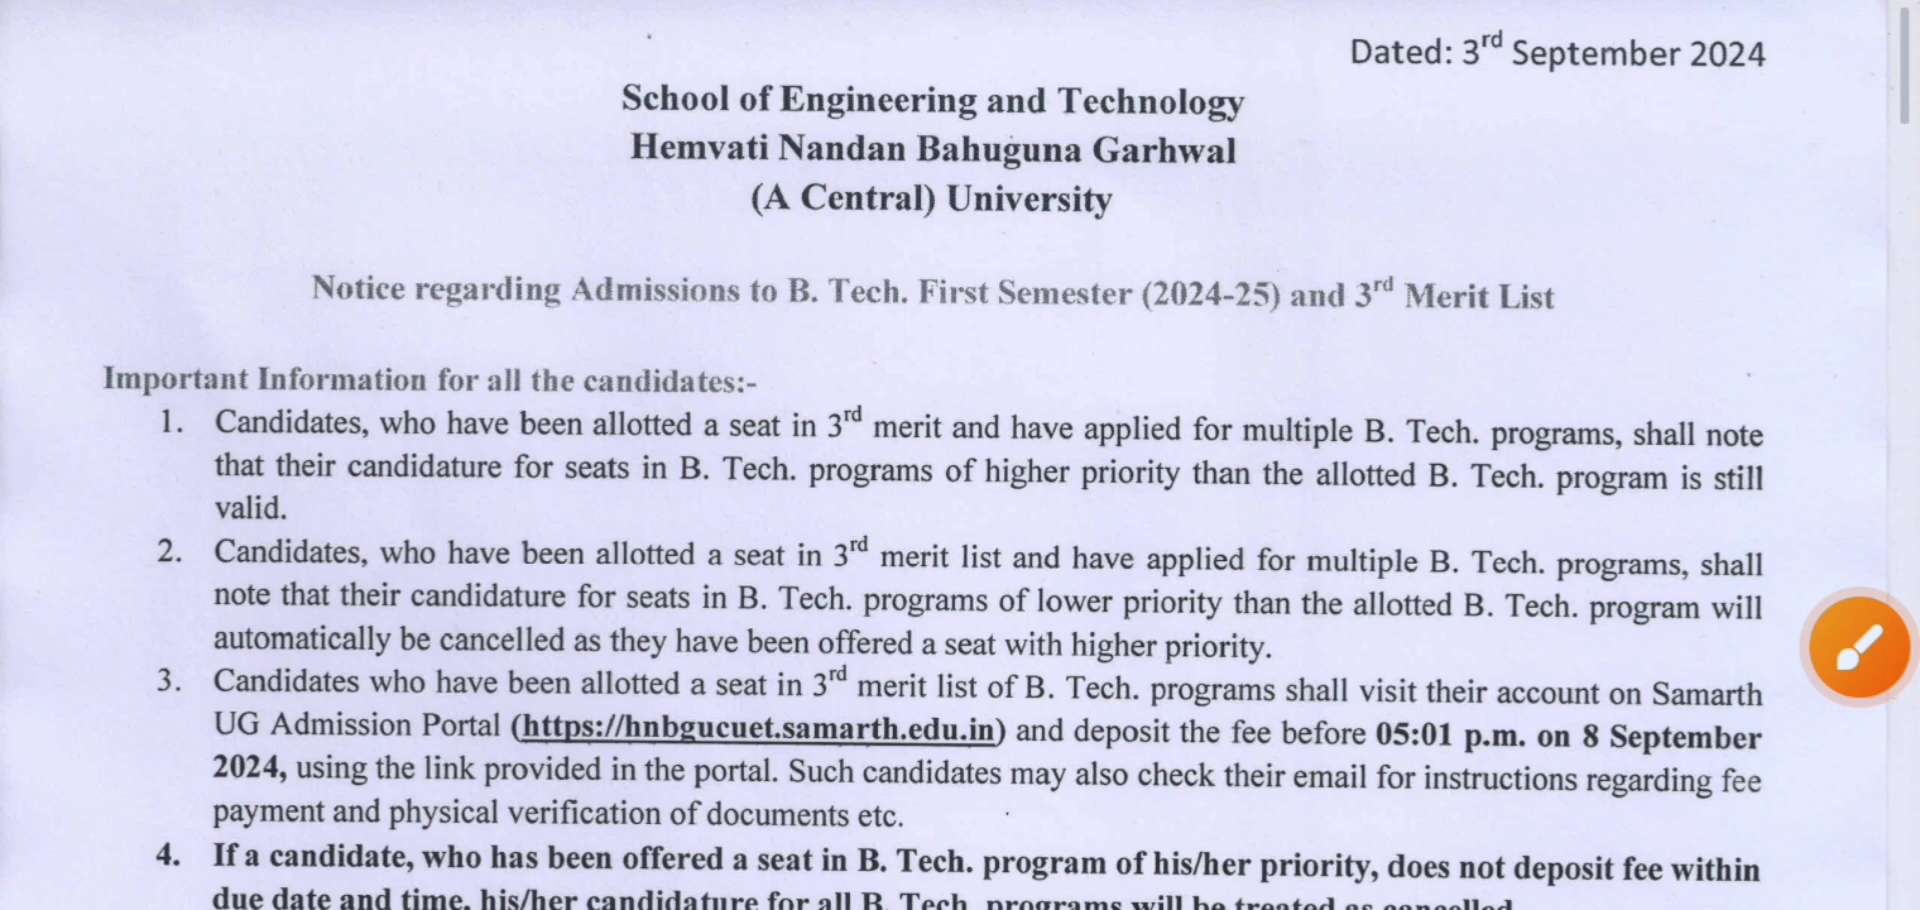 Dated: 3rd September 2024
School of Engineering and Technology
Hemvati Nandan Bahuguna Garhwal
(A Central) University
Notice regarding Admissions to B. Tech. First Semester (2024-25) and 3rd Merit List
Important Information for all the candidates:-
1. Candidates, who have been allotted a seat in 3rd merit and have applied for multiple B. Tech. programs, shall note
that their candidature for seats in B. Tech. programs of higher priority than the allotted B. Tech. program is still
valid.
2. Candidates, who have been allotted a seat in 3rd merit list and have applied for multiple B. Tech. programs, shall
note that their candidature for seats in B. Tech. programs of lower priority than the allotted B. Tech. program will
automatically be cancelled as they have been offered a seat with higher priority.
3. Candidates who have been allotted a seat in 3rd merit list of B. Tech. programs shall visit their account on Samarth
UG Admission Portal (https://hnbgucuet.samarth.edu.in) and deposit the fee before 05:01 p.m. on 8 September
2024, using the link provided in the portal. Such candidates may also check their email for instructions regarding fee
payment and physical verification of documents etc.
4. If a candidate, who has been offered a seat in B. Tech. program of his/her priority, does not deposit fee within
due date and time, his/her candidature for all B. Tech. programs will be treated as cancelled.